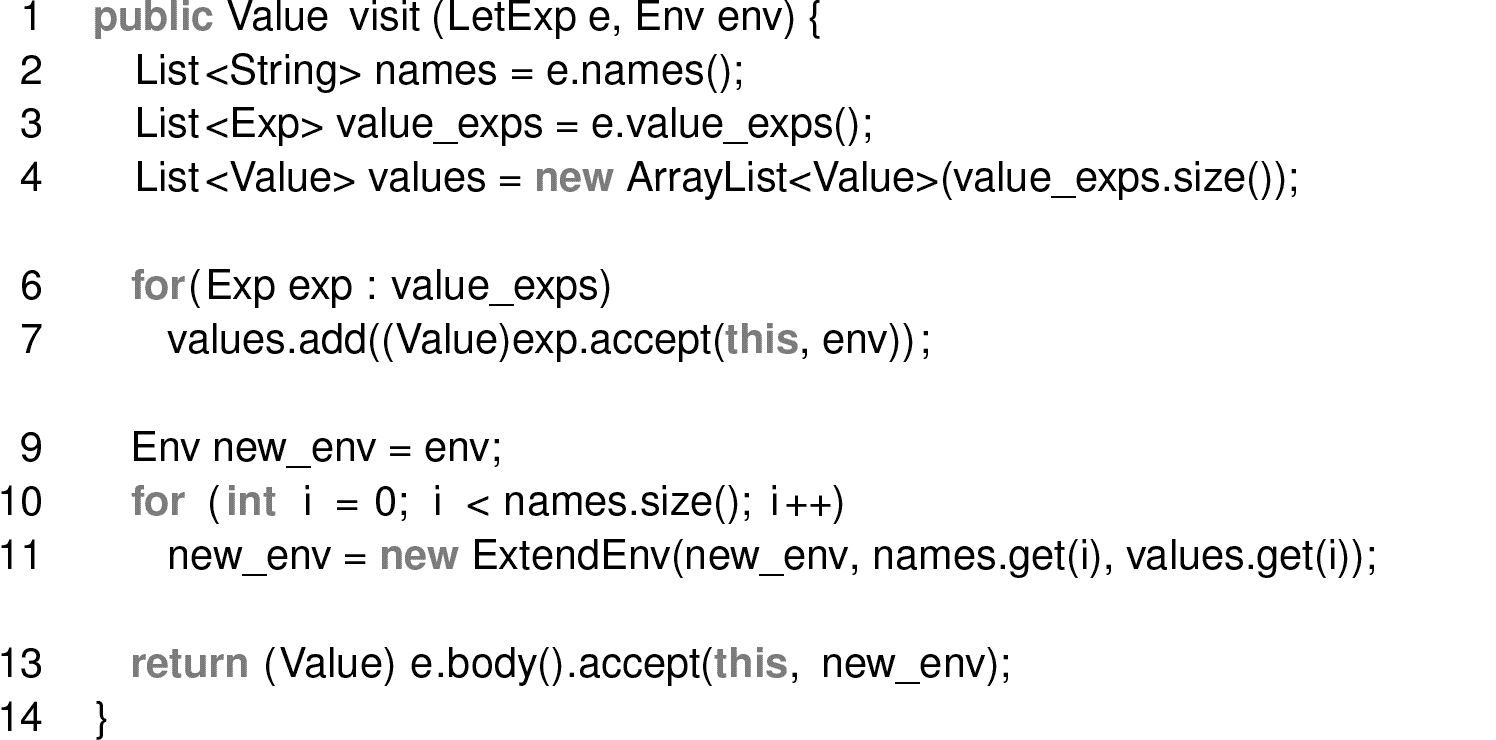 1 public Value visit (LetExp e, Env env) {
2 List<String> names = e.names();
3 List<Exp> value_exps = e.value_exps();
4 List<Value> values = new ArrayList<Value>(value_exps.size());
6 for(Exp exp : value_exps)
7 values.add((Value)exp.accept(this, env));
9 Env new_env = env;
10 for (int i = 0; i < names.size(); i++)
11 new_env = new ExtendEnv(new_env, names.get(i), values.get(i));
13 return (Value) e.body().accept(this, new_env);
14 }